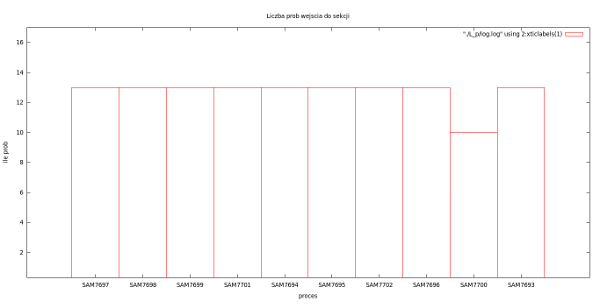 Liczba prob wejscia do sekcji
"./L_p/log.log" using 2:xticlabels(1)
16
14
12
10
8
6
4
2
ile prob
SAM7697 SAM7698 SAM7699 SAM7701 SAM7694 SAM7695 SAM7702 SAM7696 SAM7700 SAM7693
proces